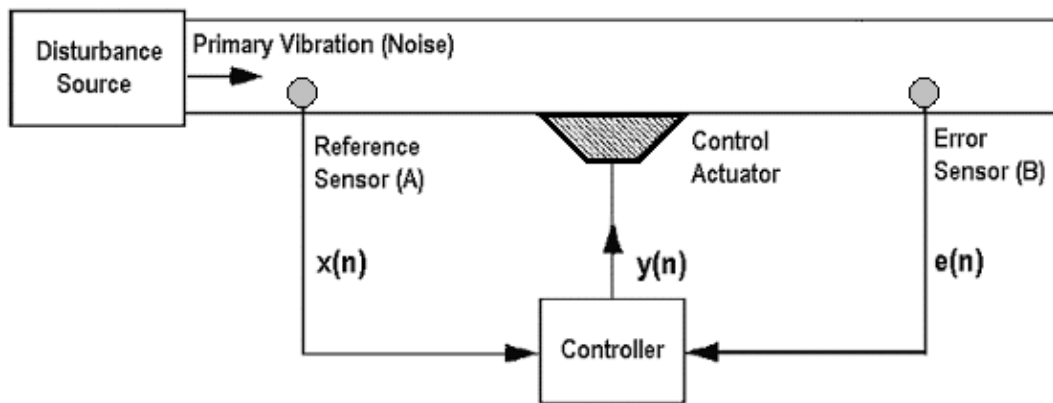 Disturbance
Source
Primary Vibration (Noise)
Reference
Sensor (A)
Control
Actuator
Error
Sensor (B)
x(n)
y(n)
e(n)
Controller